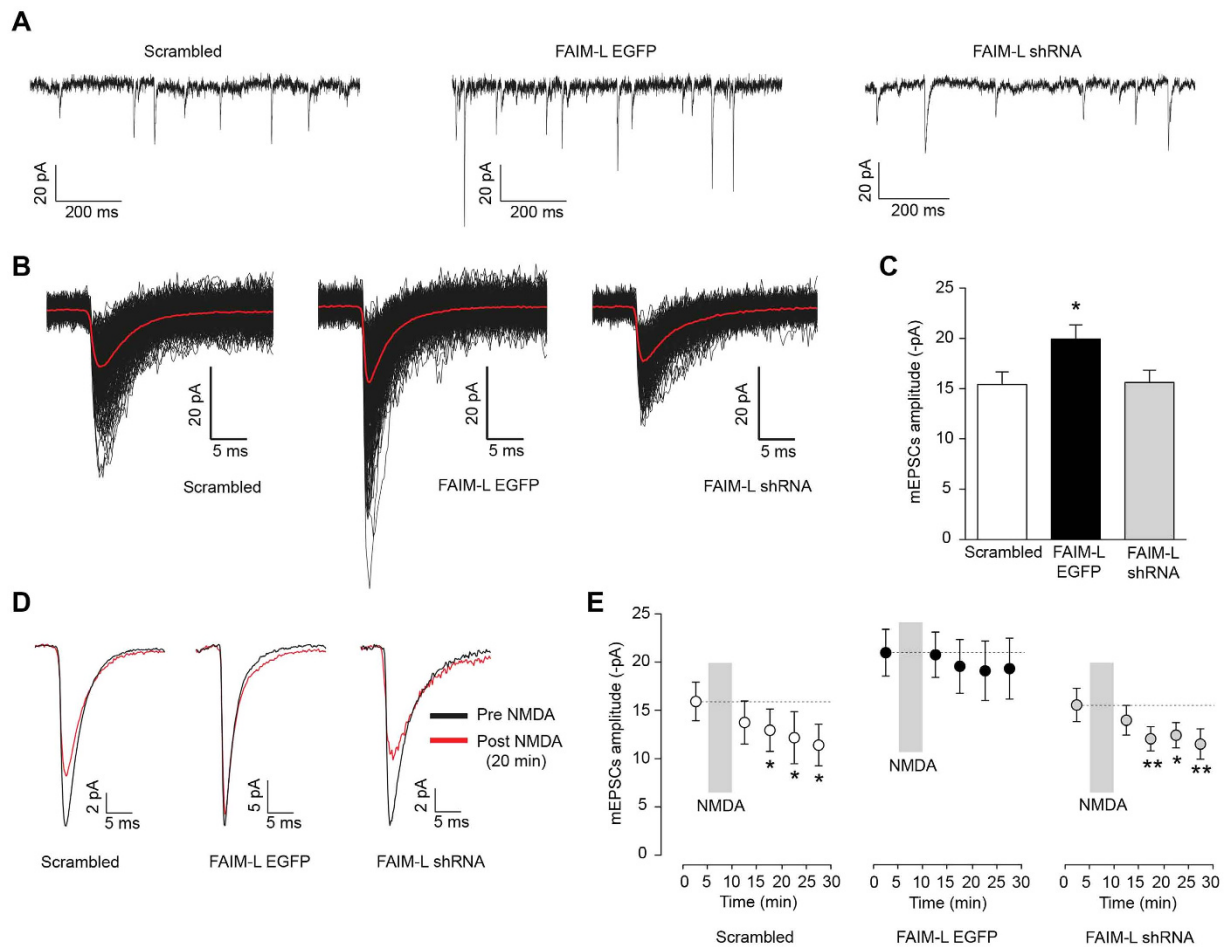 A
Scrambled
FAIM-L EGFP
FAIM-L shRNA
20 pA
200 ms
20 pA
200 ms
20 pA
200 ms
B
20 pA
5 ms
Scrambled
20 pA
5 ms
FAIM-L EGFP
20 pA
5 ms
FAIM-L shRNA
C
mEPSCs amplitude (-pA)
25
20
15
10
5
0
*
Scrambled
FAIM-L
EGFP
FAIM-L
shRNA
D
2 pA
5 ms
Scrambled
5 pA
5 ms
FAIM-L EGFP
2 pA
5 ms
FAIM-L shRNA
Pre NMDA
Post NMDA
(20 min)
E
mEPSCs amplitude (-pA)
25
20
15
10
5
0
NMDA
* * *
0 5 10 15 20 25 30
Time (min)
Scrambled
NMDA
0 5 10 15 20 25 30
Time (min)
FAIM-L EGFP
NMDA
** * **
0 5 10 15 20 25 30
Time (min)
FAIM-L shRNA